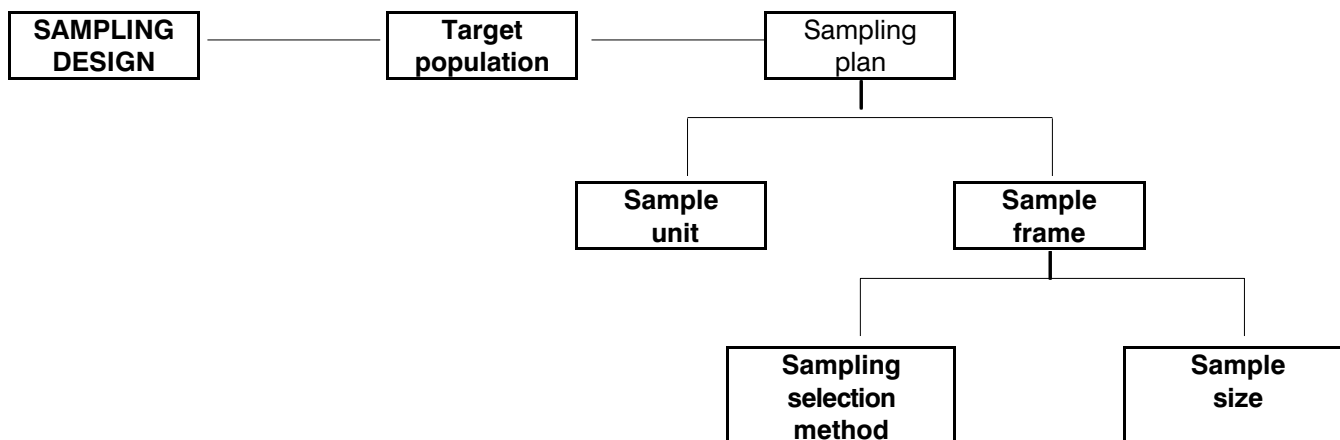 SAMPLING
DESIGN
Target
population
Sampling
plan
Sample
unit
Sample
frame
Sampling
selection
method
Sample
size